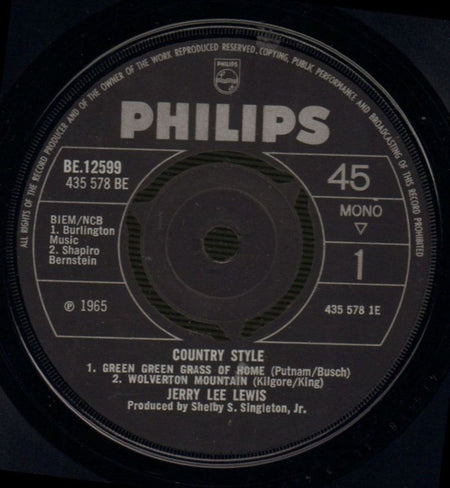 ALL RIGHTS OF THE RECORD PRODUCER AND OF THE OWNER OF THE WORK REPRODUCED RESERVED. COPYING, PUBLIC PERFORMANCE AND BROADCASTING OF THIS RECORD PROHIBITED
PHILIPS
PHILIPS
BE.12599
435 578 BE
45
BIEM/NCB
1. Burlington
Music
2. Shapiro
Bernstein
MONO
1
℗ 1965
435 578 1E
COUNTRY STYLE
1. GREEN GREEN GRASS OF HOME (Putnam/Busch)
2. WOLVERTON MOUNTAIN (Kilgore/King)
JERRY LEE LEWIS
Produced by Shelby S. Singleton, Jr.